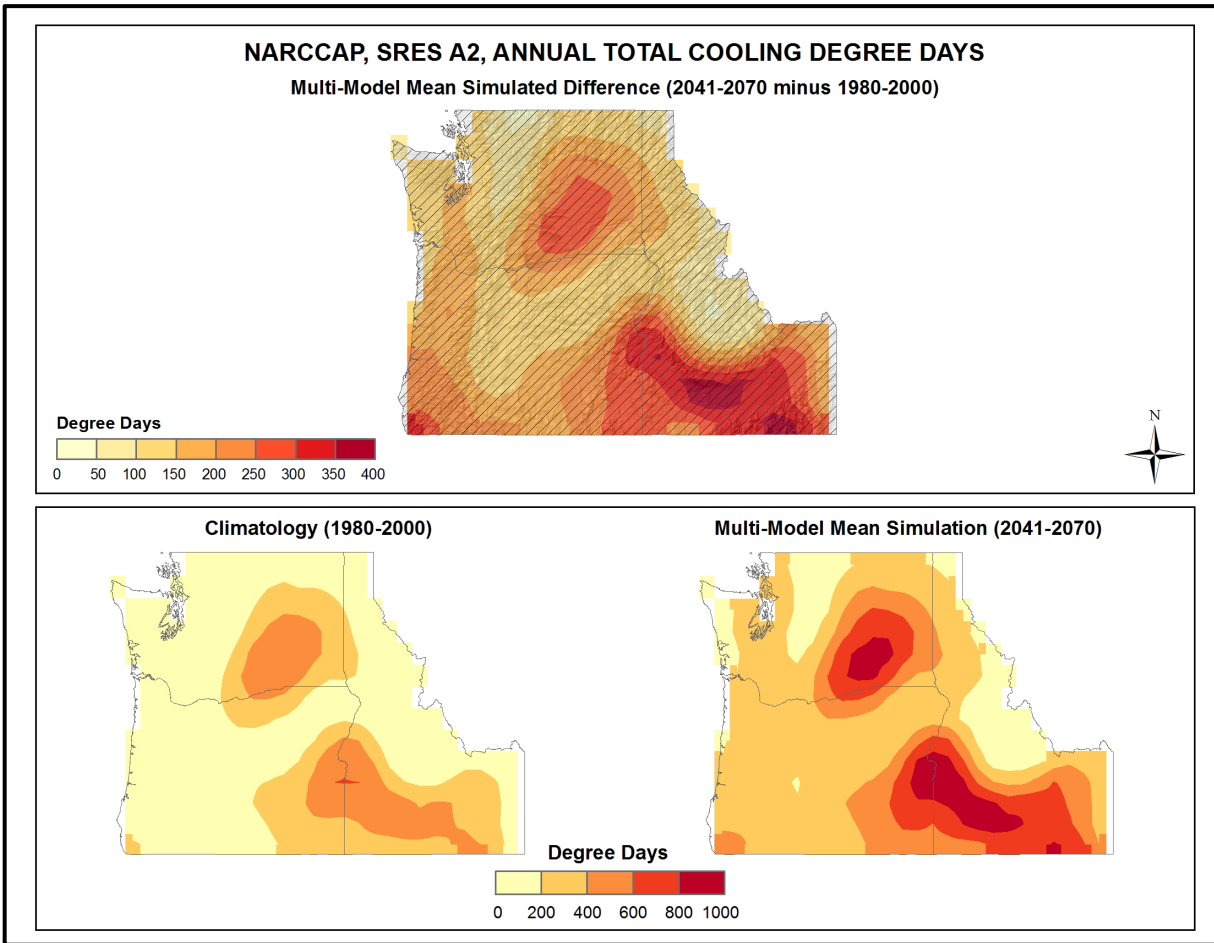 NARCCAP, SRES A2, ANNUAL TOTAL COOLING DEGREE DAYS
Multi-Model Mean Simulated Difference (2041-2070 minus 1980-2000)
Degree Days
0 50 100 150 200 250 300 350 400
N
Climatology (1980-2000)
Multi-Model Mean Simulation (2041-2070)
Degree Days
0 200 400 600 800 1000